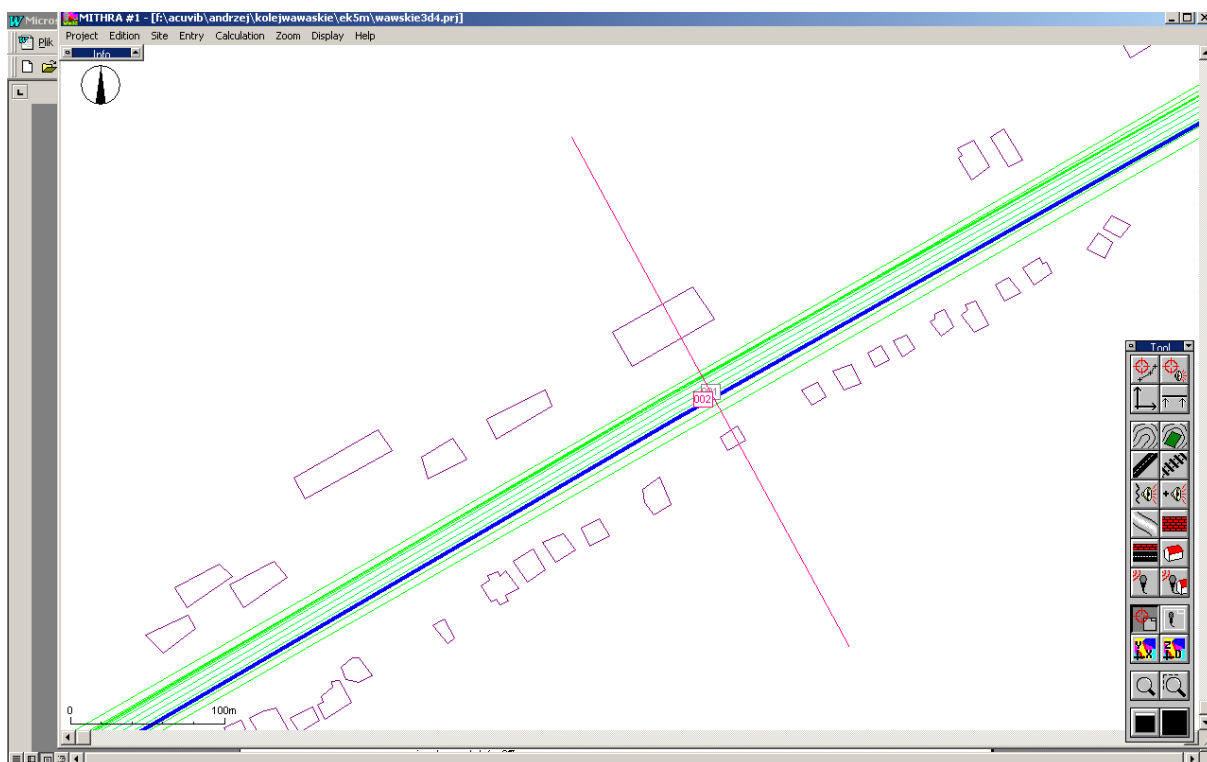 Micros
MITHRA #1 - [f:\acuvib\andrzej\kolejwawaskie\ek5m\wawskie3d4.prj]
Plik
Project Edition Site Entry Calculation Zoom Display Help
Info
L
002
Tool
0 100m